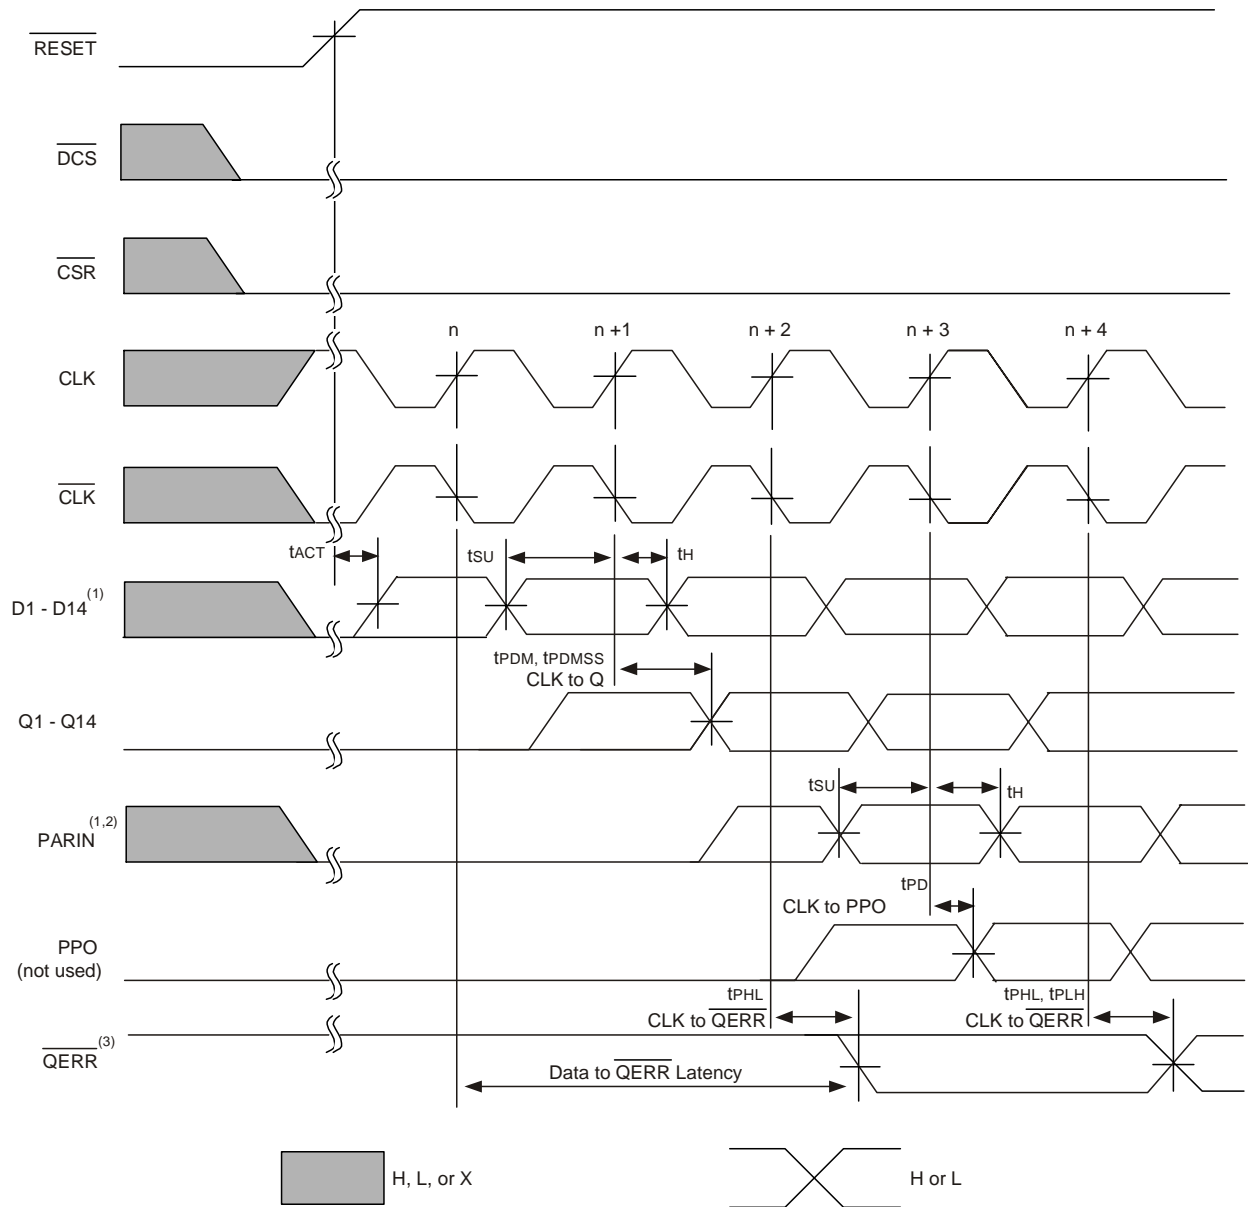 RESET
DCS
CSR
n n +1 n + 2 n + 3 n + 4
CLK
CLK
tACT tSU tH
D1 - D14(1)
tPDM, tPDMSS
CLK to Q
Q1 - Q14
tSU tH
PARIN(1,2)
tPD
CLK to PPO
PPO
(not used)
tPHL tPHL, tPLH
CLK to QERR CLK to QERR
QERR(3)
Data to QERR Latency
H, L, or X H or L